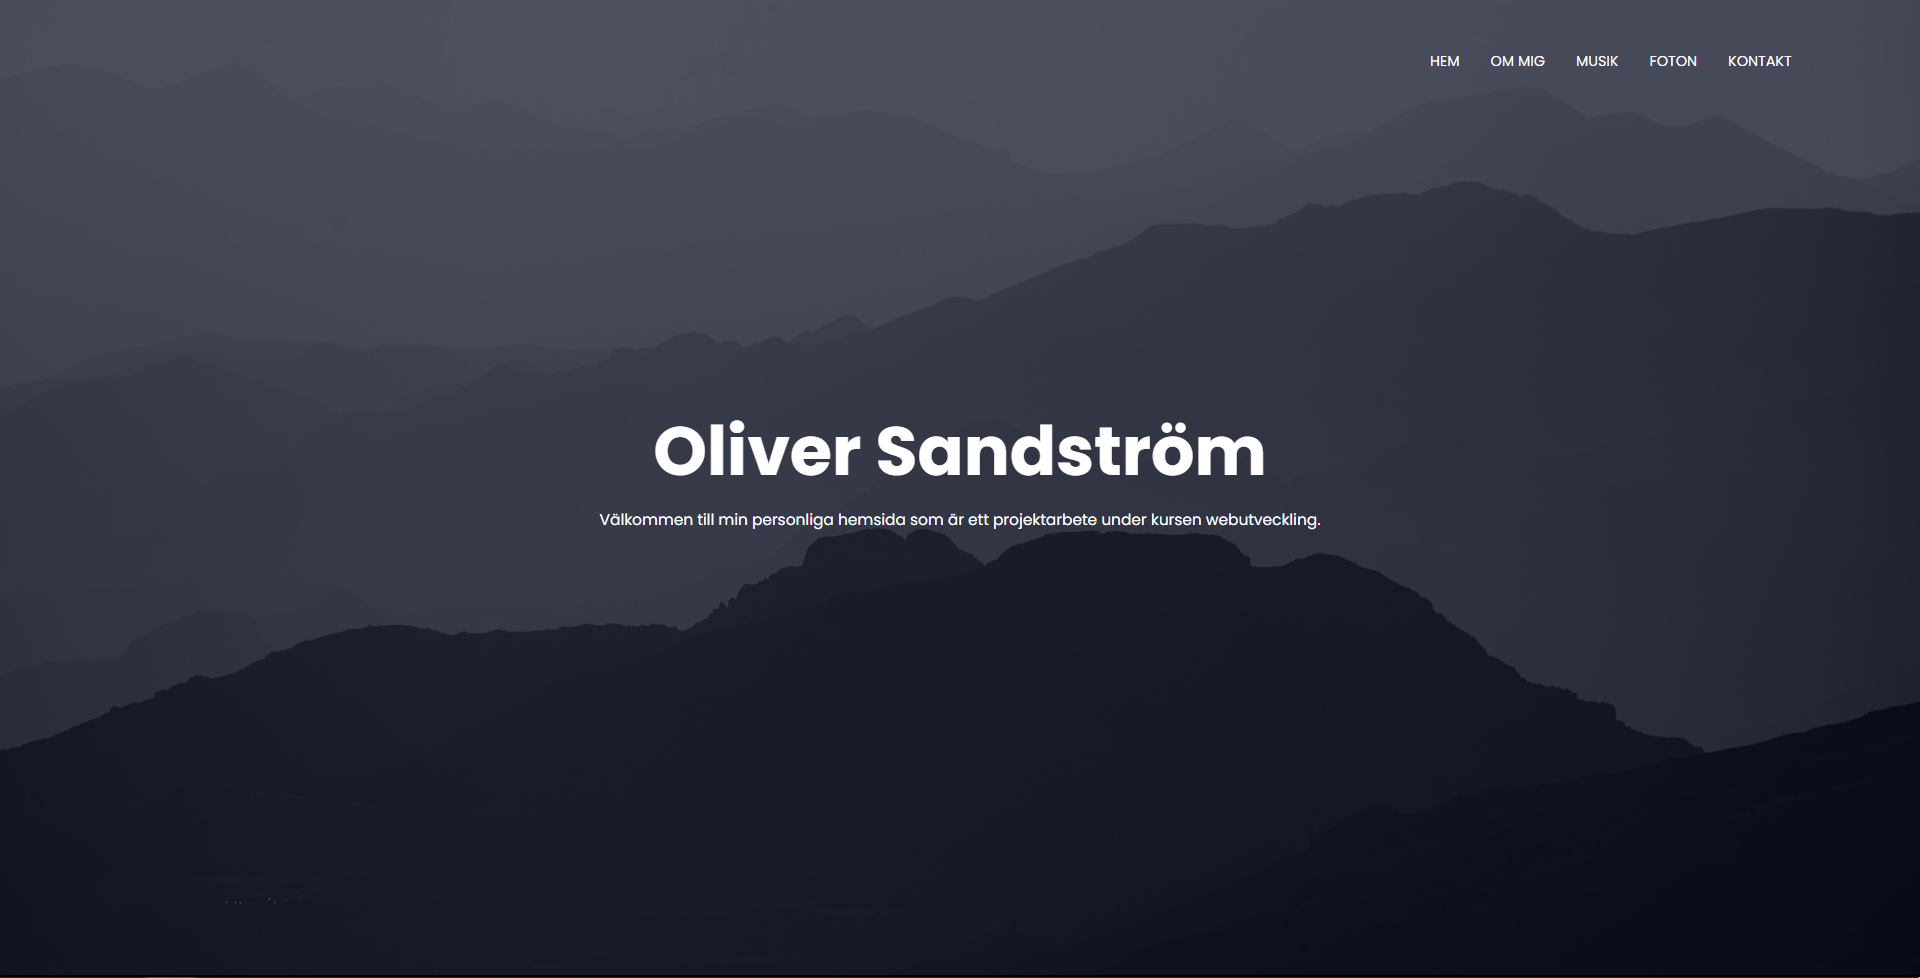 HEM OM MIG MUSIK FOTON KONTAKT
Oliver Sandström
Välkommen till min personliga hemsida som är ett projektarbete under kursen webutveckling.